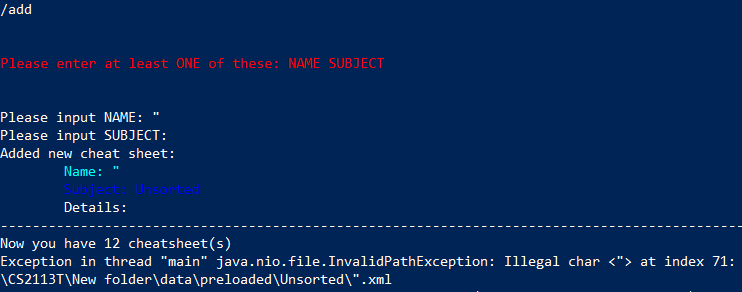 /add
Please enter at least ONE of these: NAME SUBJECT
Please input NAME: "
Please input SUBJECT:
Added new cheat sheet:
Name: "
Subject: Unsorted
Details:
--------------------------------------------------------------------------------------------
Now you have 12 cheatsheet(s)
Exception in thread "main" java.nio.file.InvalidPathException: Illegal char <"> at index 71:
\CS2113T\New folder\data\preloaded\Unsorted\".xml